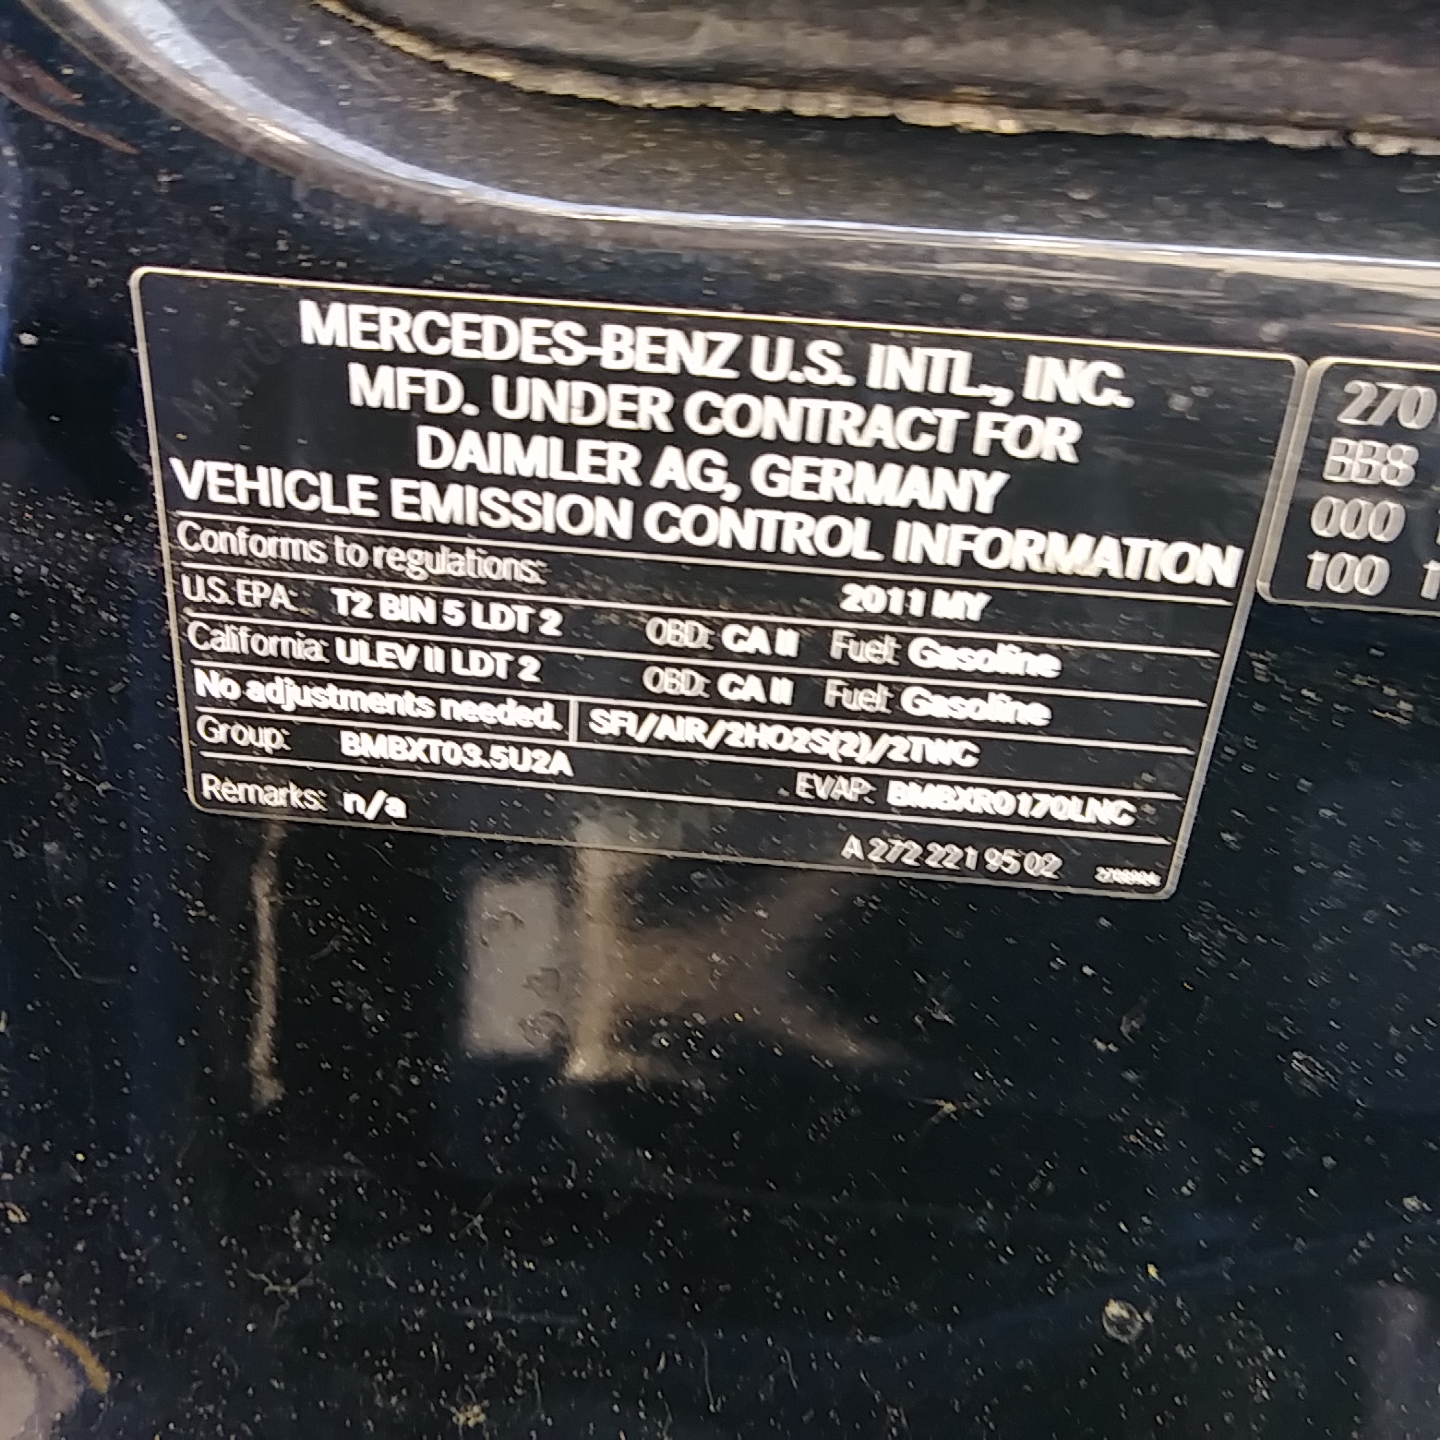 MERCEDES-BENZ U.S. INTL., INC.
MFD. UNDER CONTRACT FOR
DAIMLER AG, GERMANY
VEHICLE EMISSION CONTROL INFORMATION
Conforms to regulations: 2011 MY
U.S. EPA: T2 BIN 5 LDT 2 OBD: CA II Fuel: Gasoline
California: ULEV II LDT 2 OBD: CA II Fuel: Gasoline
No adjustments needed. SFI//AIR/2HO2S(2)/2TWC
Group: BMBXT03.5U2A EVAP: BMBXR0170LNC
Remarks: n/a
A 272 221 95 02
270
BB8
000
100